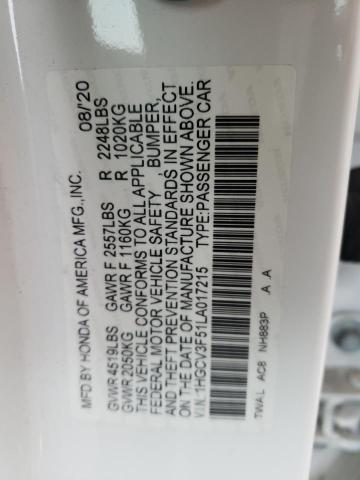 MFD. BY HONDA OF AMERICA MFG.,INC. 08/20
GVWR 4519LBS GAWR F 2557LBS R 2248LBS
GVWR 2050KG GAWR F 1160KG R 1020KG
THIS VEHICLE CONFORMS TO ALL APPLICABLE
FEDERAL MOTOR VEHICLE SAFETY , BUMPER,
AND THEFT PREVENTION STANDARDS IN EFFECT
ON THE DATE OF MANUFACTURE SHOWN ABOVE.
V.I.N.:1HGCV3F51LA017215 TYPE:PASSENGER CAR
TWAL AC8 NH883P A .A